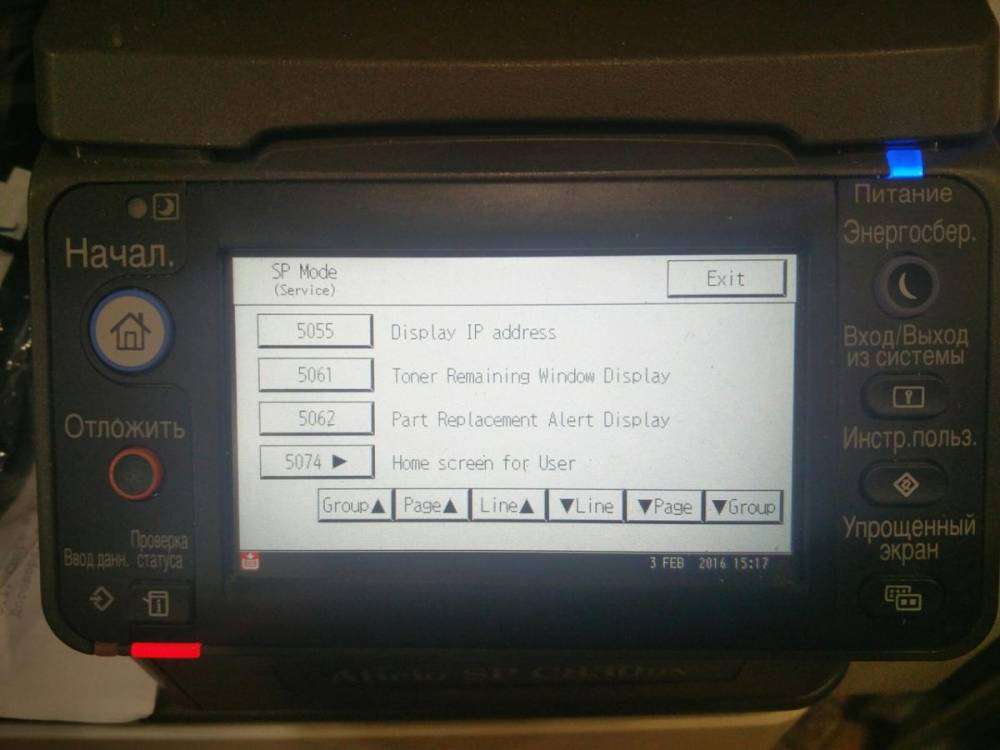 Начал.
Отложить
Проверка
Ввод данн. статуса
SP Mode
(Service)
Exit
5055 Display IP address
5061 Toner Remaining Window Display
5062 Part Replacement Alert Display
5074 ▶ Home screen for User
Group▲ Page▲ Line▲ ▼Line ▼Page ▼Group
3 FEB 2016 15:17
Питание
Энергосбер.
Вход/Выход
из системы
Инстр.польз.
Упрощенный
экран
SP